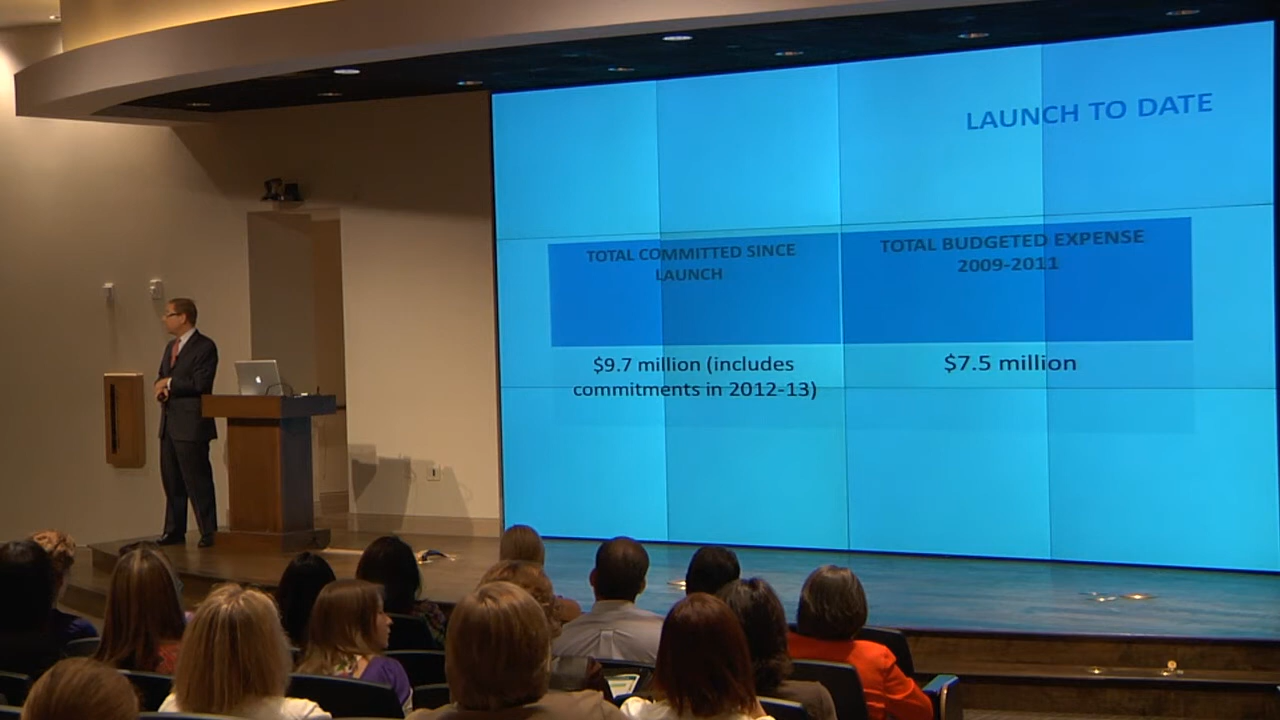 LAUNCH TO DATE
TOTAL COMMITTED SINCE
LAUNCH
TOTAL BUDGETED EXPENSE
2009-2011
$9.7 million (includes
commitments in 2012-13)
$7.5 million